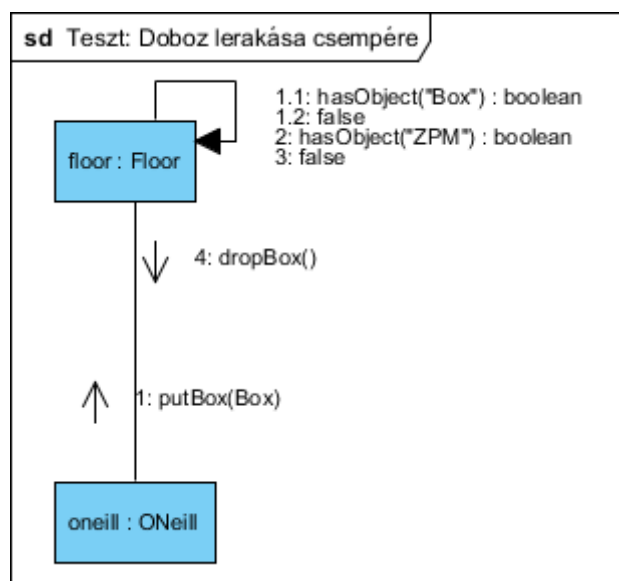 sd Teszt: Doboz lerakása csempére
1.1: hasObject("Box") : boolean
1.2: false
2: hasObject("ZPM") : boolean
3: false
floor : Floor
4: dropBox()
1: putBox(Box)
oneill : ONeill